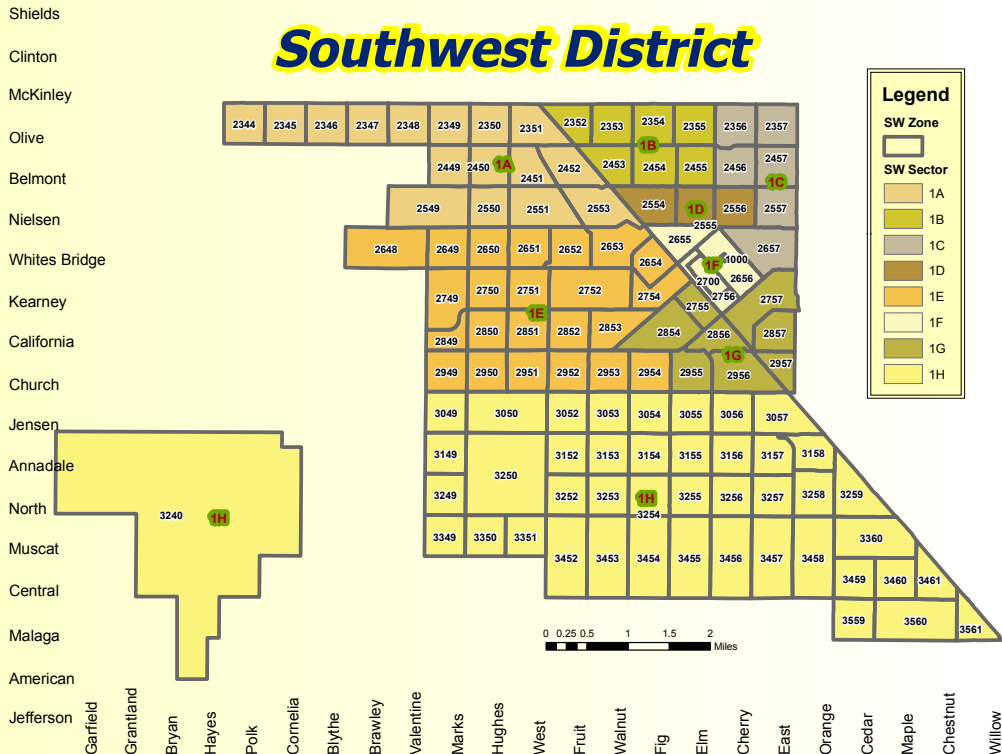 Southwest District
Shields
Clinton
McKinley
Olive
Belmont
Nielsen
Whites Bridge
Kearney
California
Church
Jensen
Annadale
North
Muscat
Central
Malaga
American
Jefferson
Legend
SW Zone
SW Sector
1A
1B
1C
1D
1E
1F
1G
1H
2344 2345 2346 2347 2348 2349 2350 2351 2352 2353 2354 2355 2356 2357
1B
2449 2450 1A 2451 2452 2453 2454 2455 2456 2457
1C
2549 2550 2551 2553 2554 1D 2555 2556 2557
2648 2649 2650 2651 2652 2653 2654 2655 1F 1000 2656 2657
2700
2749 2750 2751 2752 2754 2755 2756 2757
1E
2849 2850 2851 2852 2853 2854 2856 2857
1G
2949 2950 2951 2952 2953 2954 2955 2956 2957
3049 3050 3052 3053 3054 3055 3056 3057
3149 3152 3153 3154 3155 3156 3157 3158
3250
3249 3252 3253 1H 3254 3255 3256 3257 3258 3259
3240 1H
3349 3350 3351 3360
3452 3453 3454 3455 3456 3457 3458 3459 3460 3461
3559 3560 3561
0 0.25 0.5 1 1.5 2
Miles
Garfield
Grantland
Bryan
Hayes
Polk
Cornelia
Blythe
Brawley
Valentine
Marks
Hughes
West
Fruit
Walnut
Fig
Elm
Cherry
East
Orange
Cedar
Maple
Chestnut
Willow